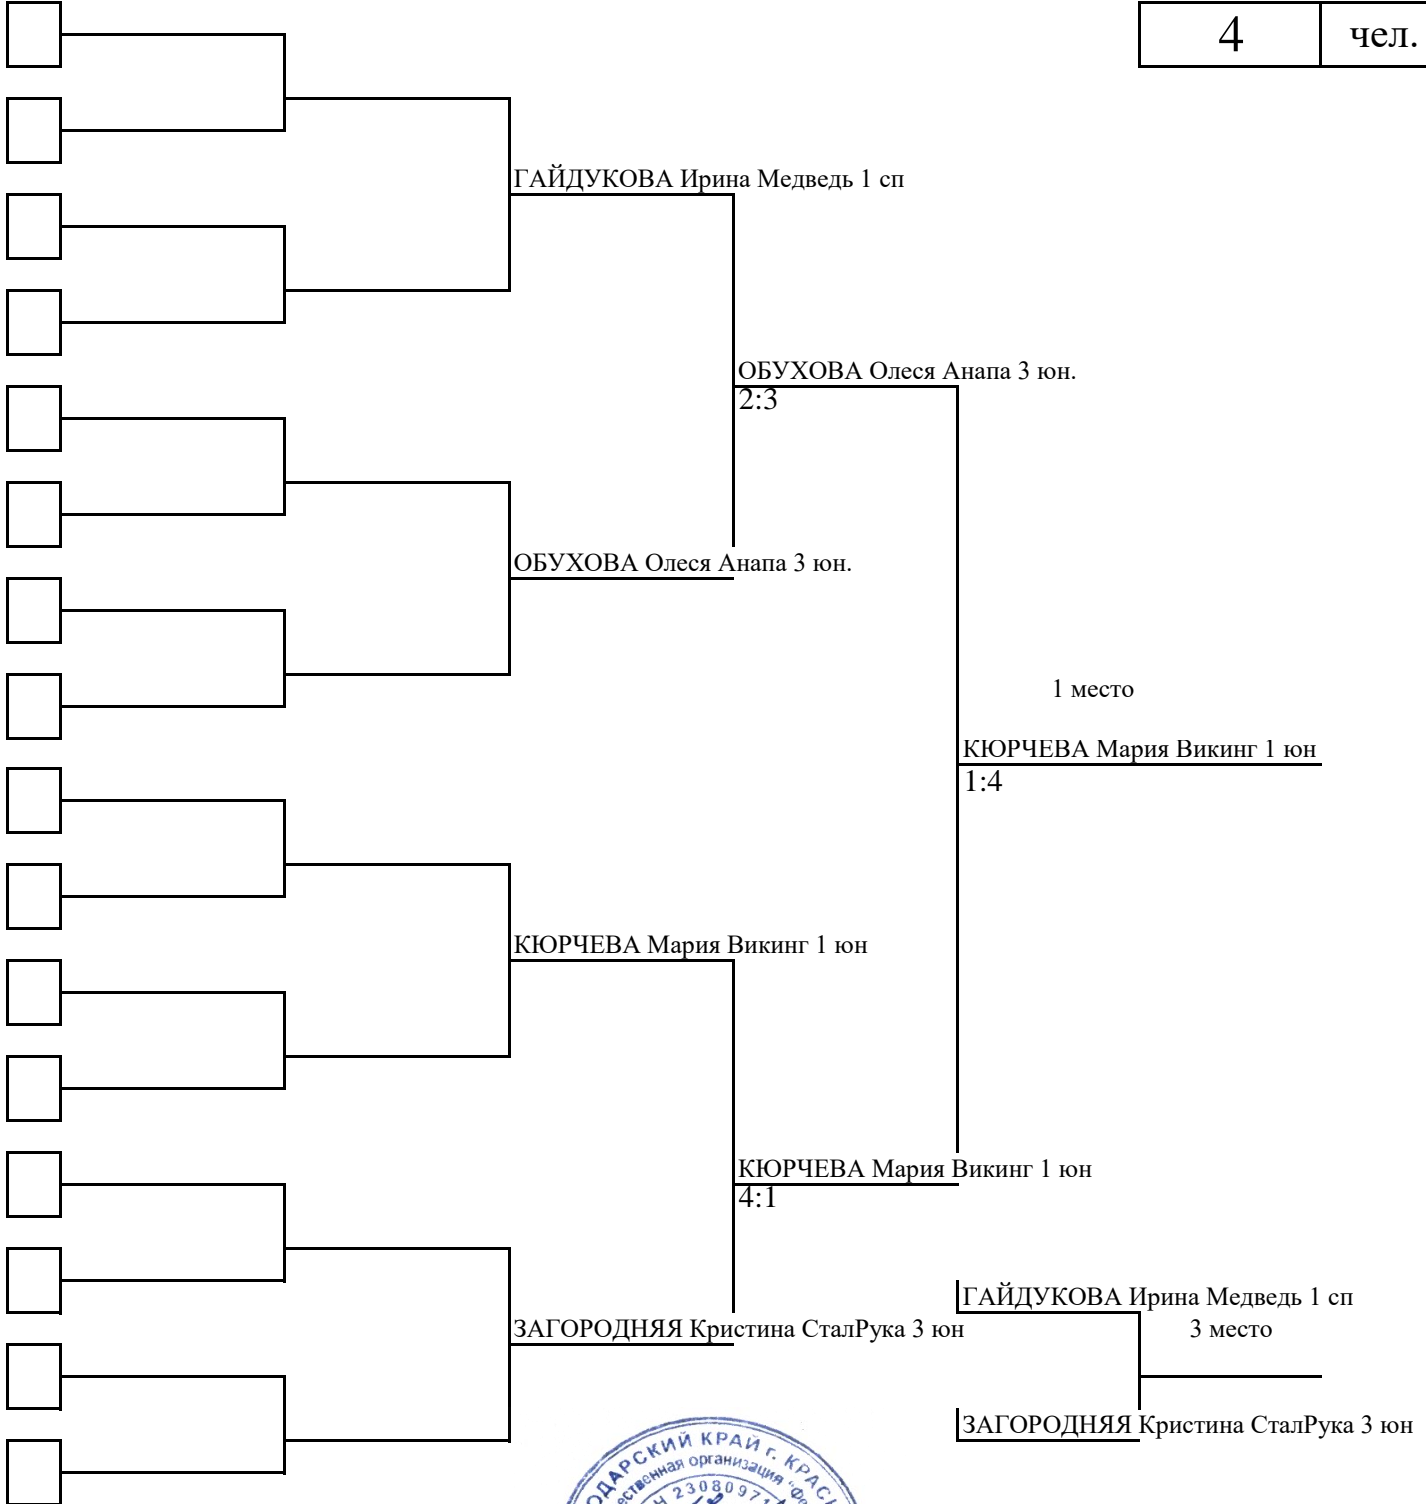 4 чел.
ГАЙДУКОВА Ирина Медведь 1 сп
ОБУХОВА Олеся Анапа 3 юн.
2:3
ОБУХОВА Олеся Анапа 3 юн.
1 место
КЮРЧЕВА Мария Викинг 1 юн
1:4
КЮРЧЕВА Мария Викинг 1 юн
КЮРЧЕВА Мария Викинг 1 юн
4:1
ГАЙДУКОВА Ирина Медведь 1 сп
ЗАГОРОДНЯЯ Кристина СталРука 3 юн
3 место
ЗАГОРОДНЯЯ Кристина СталРука 3 юн
КРАЙ г.
организация